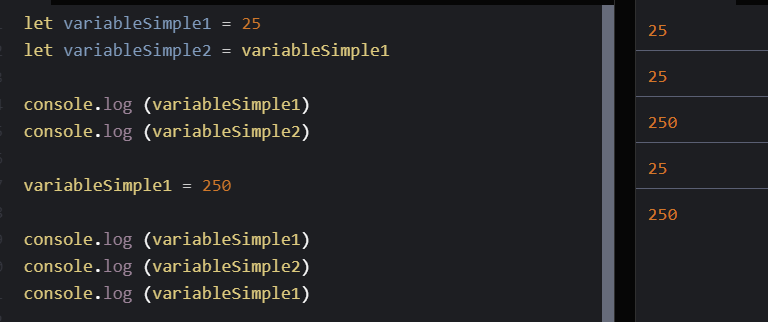 let variableSimple1 = 25
let variableSimple2 = variableSimple1
console.log (variableSimple1)
console.log (variableSimple2)
variableSimple1 = 250
console.log (variableSimple1)
console.log (variableSimple2)
console.log (variableSimple1)
25
25
250
25
250